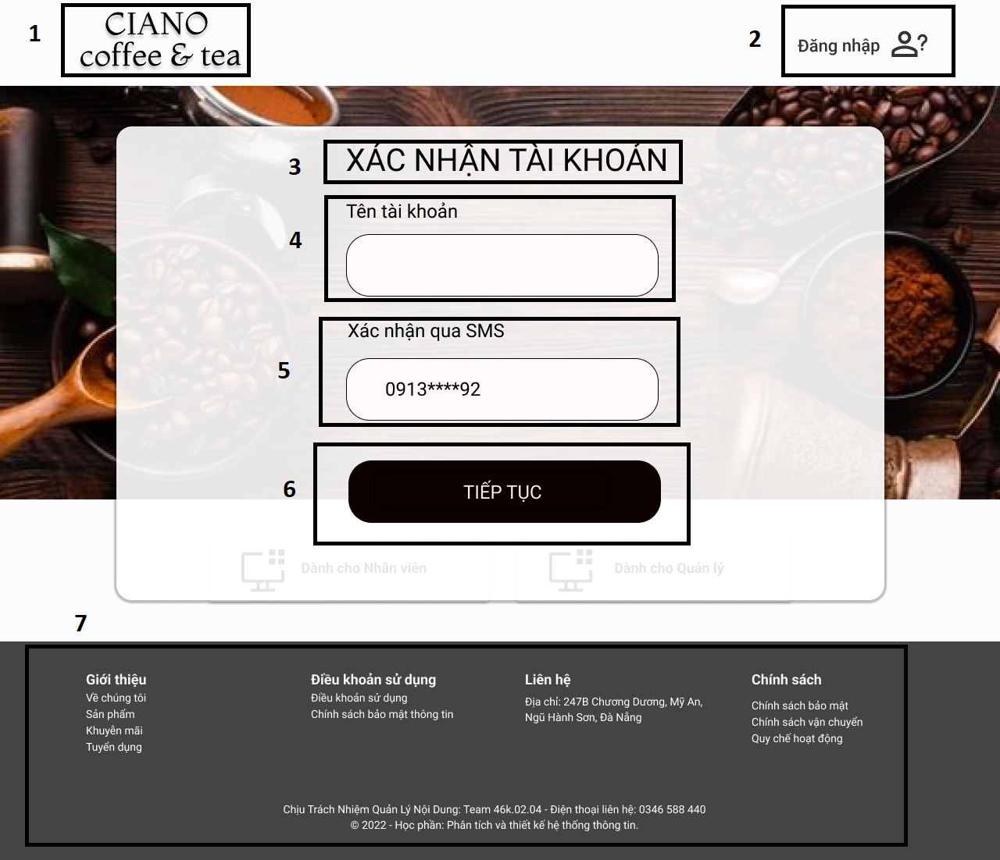 1
CIANO
coffee & tea
2
Đăng nhập
?
3
XÁC NHẬN TÀI KHOẢN
4
Tên tài khoản
5
Xác nhận qua SMS
0913****92
6
TIẾP TỤC
Dành cho Nhân viên
Dành cho Quản lý
7
Giới thiệu
Về chúng tôi
Sản phẩm
Khuyễn mãi
Tuyển dụng
Điều khoản sử dụng
Điều khoản sử dụng
Chính sách bảo mật thông tin
Liên hệ
Địa chỉ: 247B Chương Dương, Mỹ An,
Ngũ Hành Sơn, Đà Nẵng
Chính sách
Chính sách bảo mật
Chính sách vận chuyển
Quy chế hoạt động
Chịu Trách Nhiệm Quản Lý Nội Dung: Team 46k.02.04 - Điện thoại liên hệ: 0346 588 440
© 2022 - Học phần: Phân tích và thiết kế hệ thống thông tin.